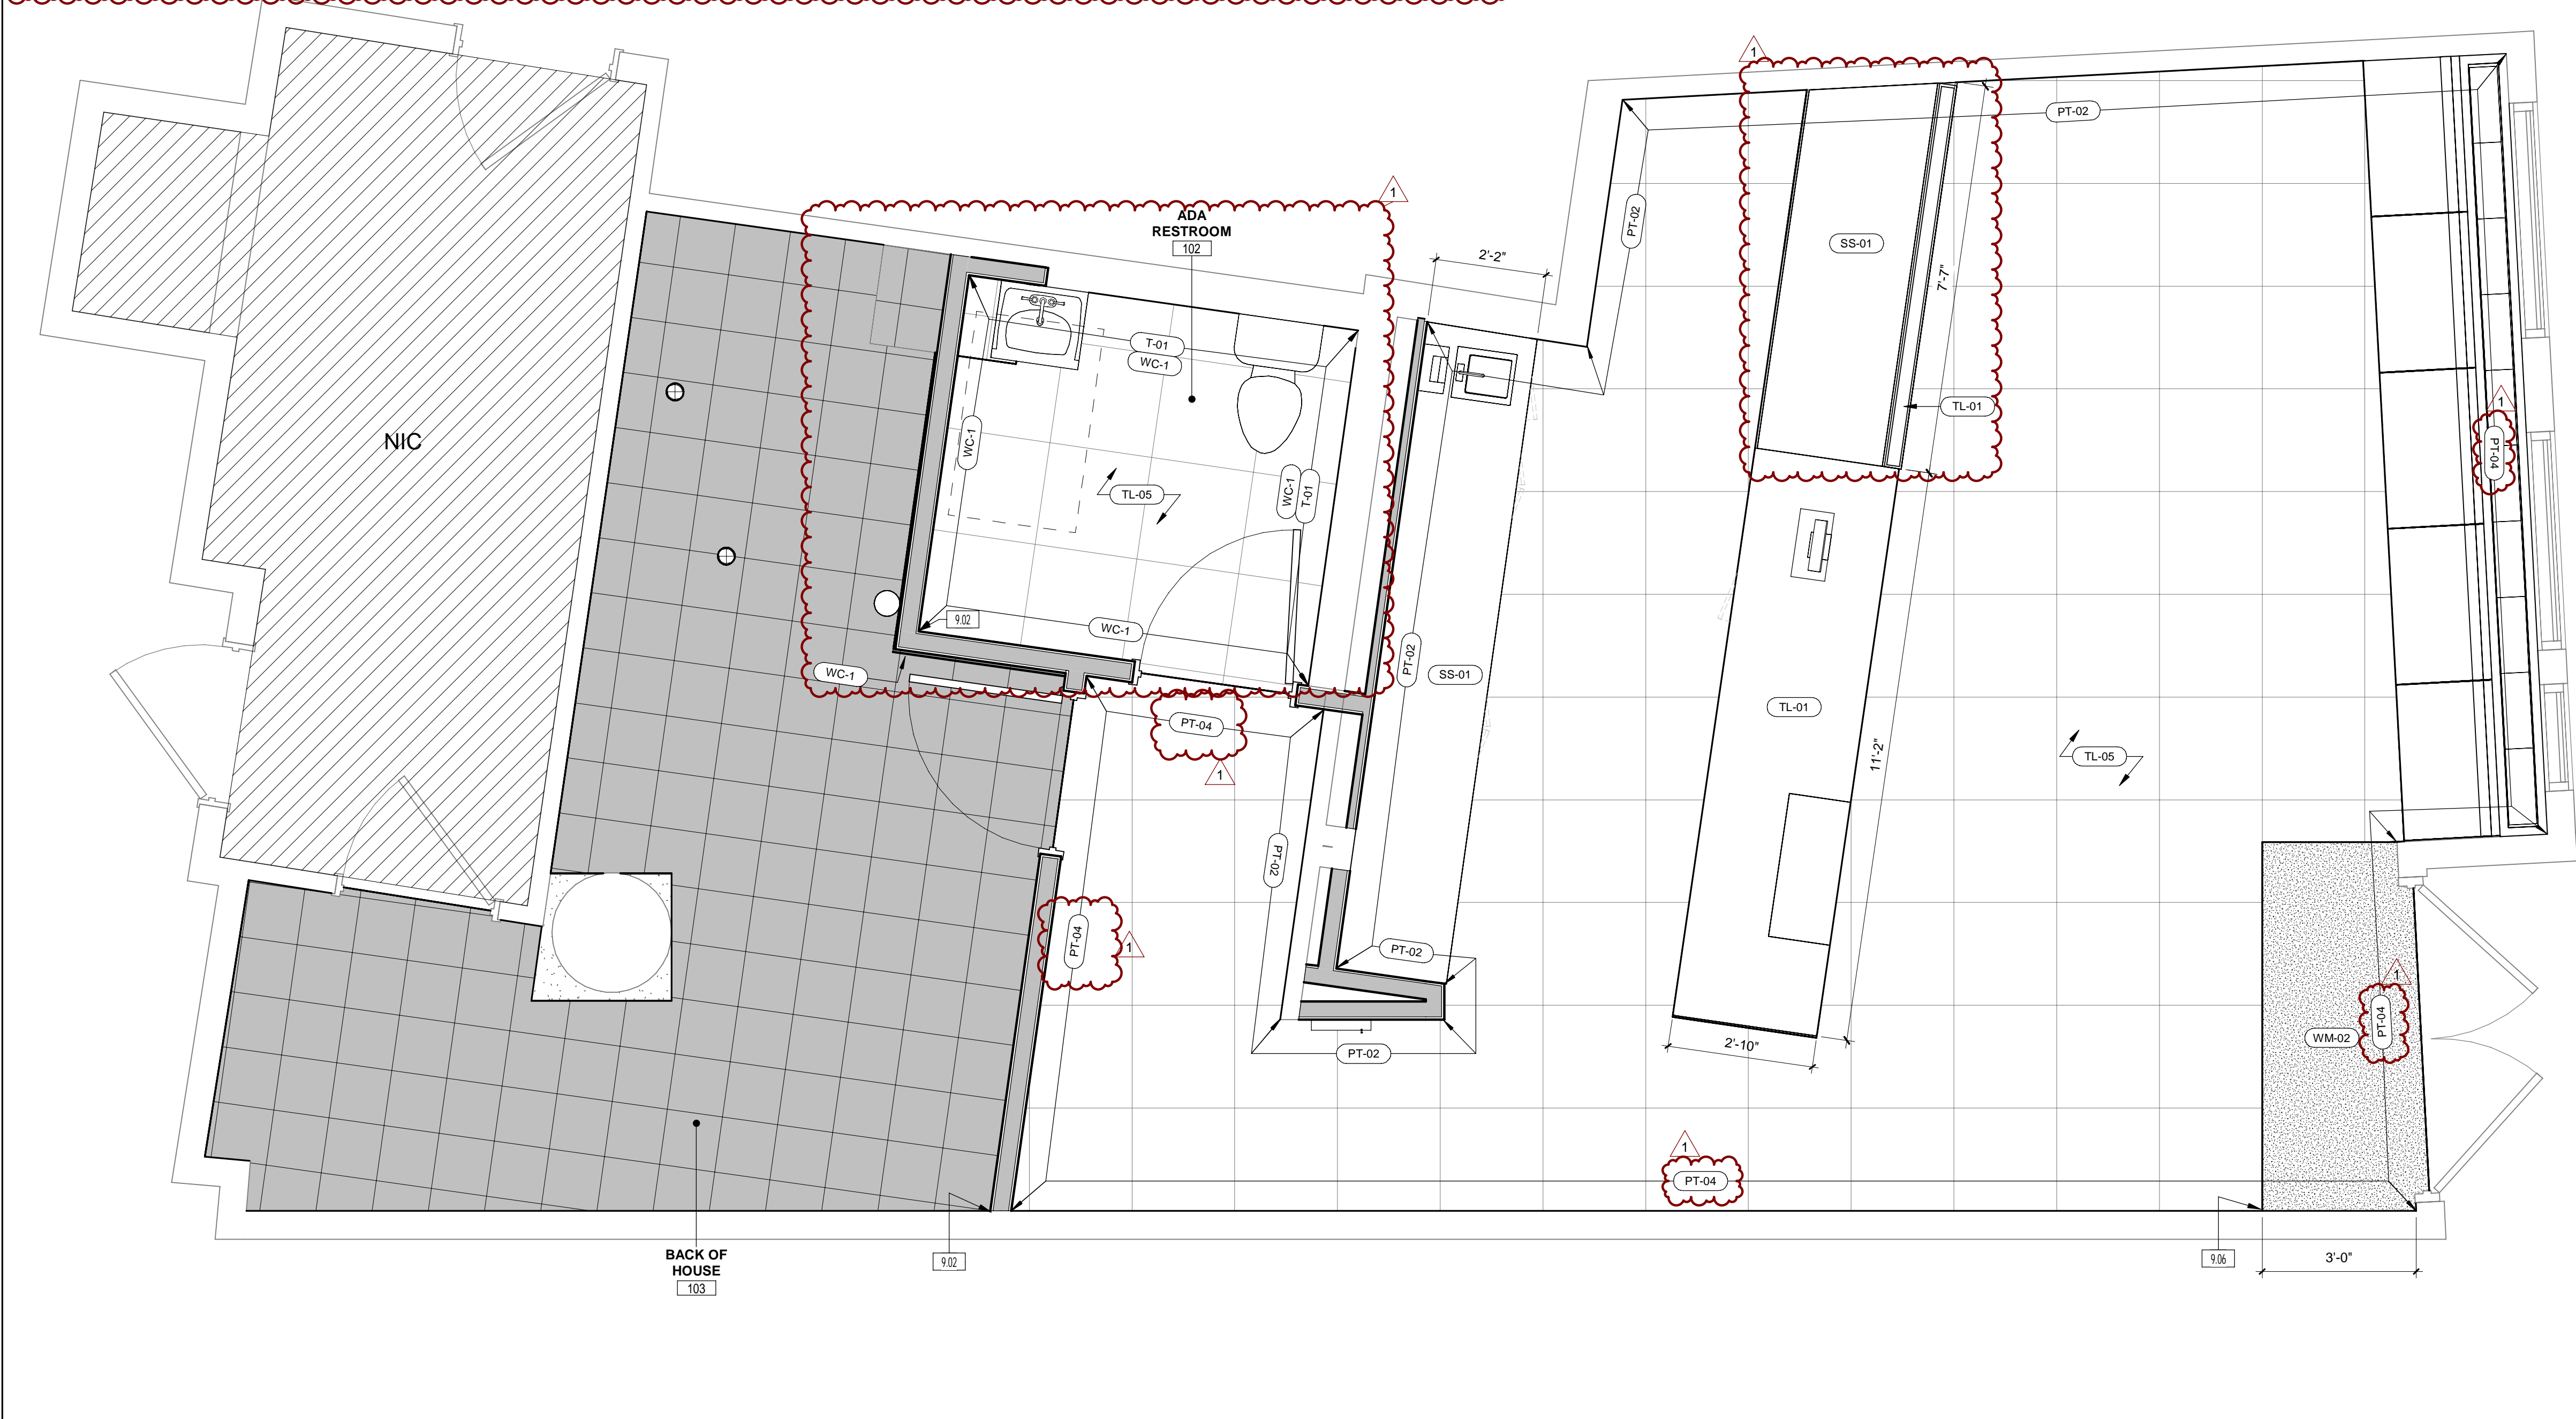 1
PT-02
1
ADA
RESTROOM
102
PT-02
SS-01
2'-2"
7'-7"
T-01
WC-1
TL-01
1
NIC
WC-1
PT-04
WC-1
T-01
TL-05
9.02
WC-1
PT-02
SS-01
WC-1
TL-01
PT-04
1
11'-2"
TL-05
PT-02
PT-04
1
PT-02
1
PT-04
WM-02
2'-10"
PT-02
1
PT-04
BACK OF
HOUSE
103
9.02
9.06
3'-0"